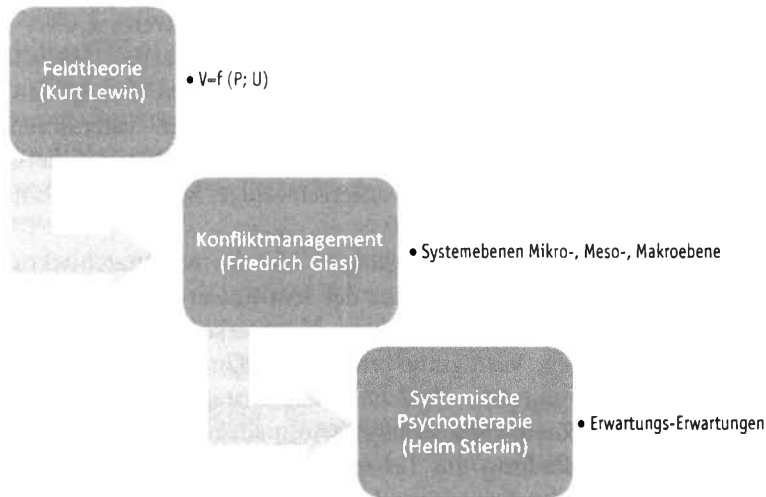 Feldtheorie
(Kurt Lewin)
• V=f (P; U)
Konfliktmanagement
(Friedrich Glasl)
• Systemebenen Mikro-, Meso-, Makroebene
Systemische
Psychotherapie
(Helm Stierlin)
• Erwartungs-Erwartungen